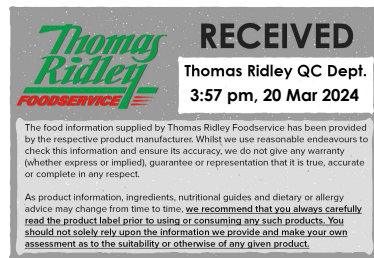 Thomas
Ridley
FOODSERVICE
RECEIVED
Thomas Ridley QC Dept.
3:57 pm, 20 Mar 2024
The food information supplied by Thomas Ridley Foodservice has been provided
by the respective product manufacturer. Whilst we use reasonable endeavours to
check this information and ensure its accuracy, we do not give any warranty
(whether express or implied), guarantee or representation that it is true, accurate
or complete in any respect.
As product information, ingredients, nutritional guides and dietary or allergy
advice may change from time to time, we recommend that you always carefully
read the product label prior to using or consuming any such products. You
should not solely rely upon the information we provide and make your own
assessment as to the suitability or otherwise of any given product.